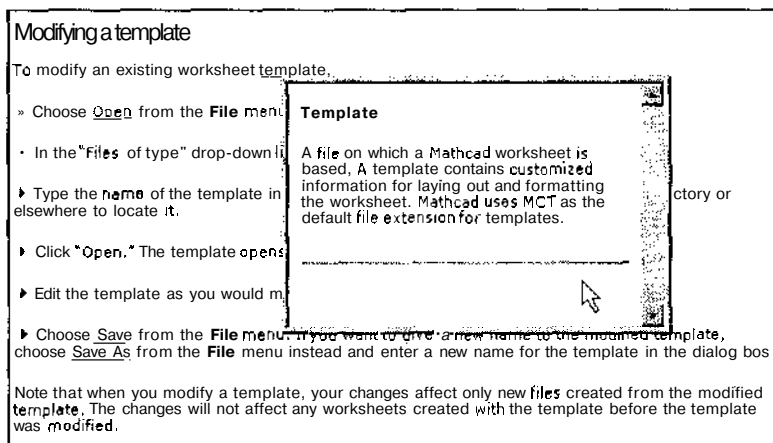 Modifying a template
To modify an existing worksheet template,
» Choose Open from the File menu
• In the "Files of type" drop-down li
Template
A file on which a Mathcad worksheet is
based, A template contains customized
information for laying out and formatting
the worksheet. Mathcad uses MCT as the
default file extension for templates.
Type the name of the template in ctory or
elsewhere to locate it.
Click "Open." The template opens
Edit the template as you would m
Choose Save from the File menu. If you want to give a new name to the modified template,
choose Save As from the File menu instead and enter a new name for the template in the dialog bos
Note that when you modify a template, your changes affect only new files created from the modified
template. The changes will not affect any worksheets created with the template before the template
was modified.